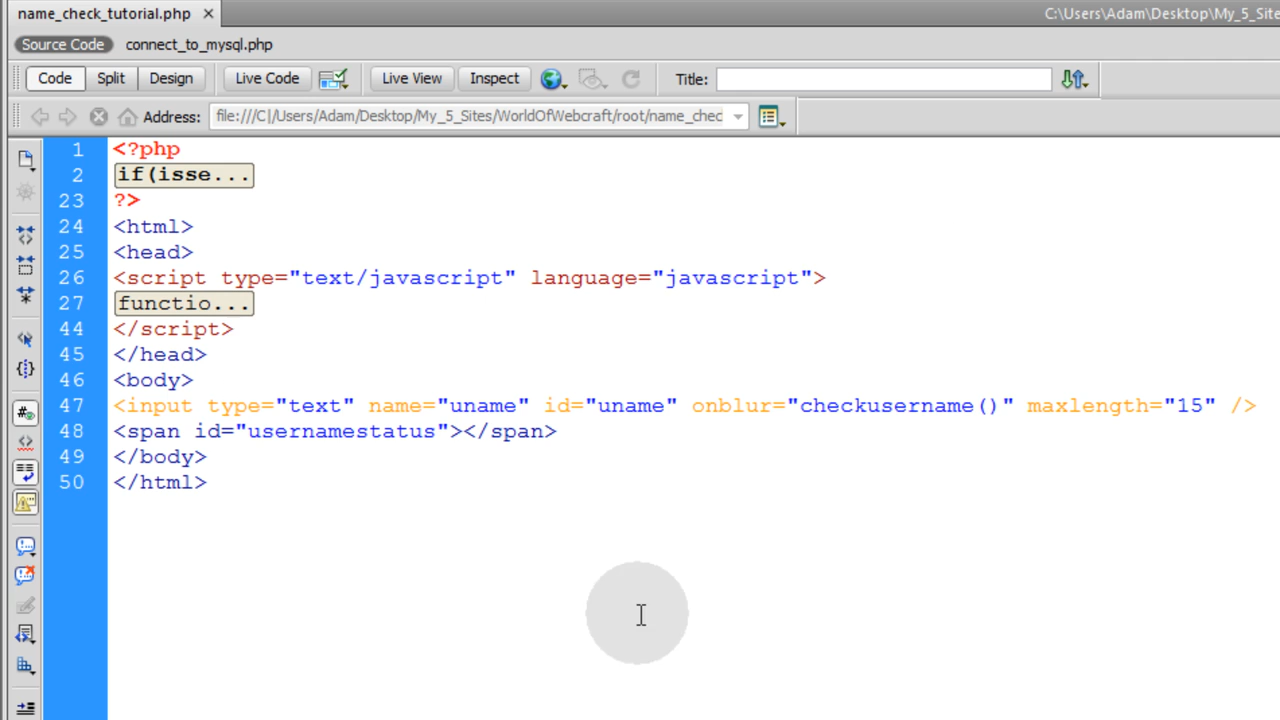 name_check_tutorial.php ×
C:\Users\Adam\Desktop\My_5_Site
Source Code connect_to_mysql.php
Code Split Design Live Code Live View Inspect Title:
Address: file:///C|/Users/Adam/Desktop/My_5_Sites/WorldOfWebcraft/root/name_chec
1 <?php
2 if(isse...
23 ?>
24 <html>
25 <head>
26 <script type="text/javascript" language="javascript">
27 functio...
44 </script>
45 </head>
46 <body>
47 <input type="text" name="uname" id="uname" onblur="checkusername()" maxlength="15" />
48 <span id="usernamestatus"></span>
49 </body>
50 </html>